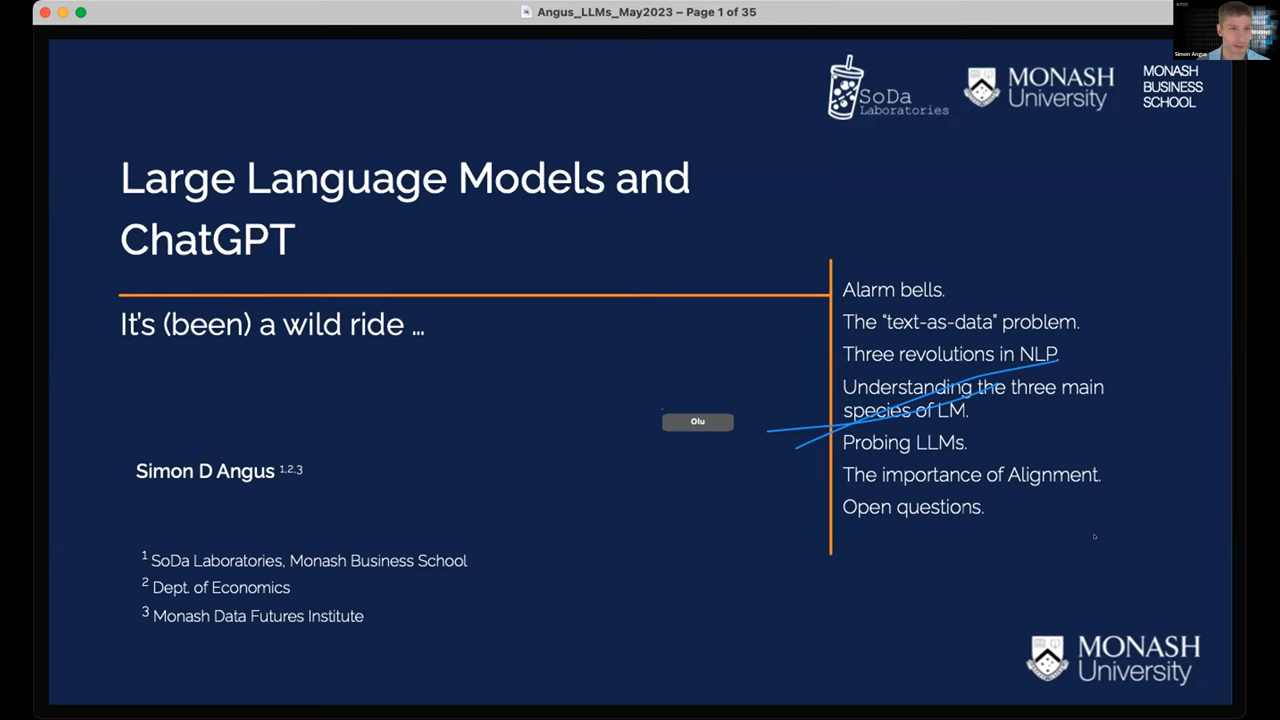 Angus_LLMs_May2023 – Page 1 of 35
Simon Angus
SoDa
Laboratories
MONASH
University
MONASH
BUSINESS
SCHOOL
Large Language Models and
ChatGPT
It's (been) a wild ride ...
Alarm bells.
The "text-as-data" problem.
Three revolutions in NLP.
Understanding the three main
species of LM.
Probing LLMs.
The importance of Alignment.
Open questions.
Olu
Simon D Angus 1,2,3
1 SoDa Laboratories, Monash Business School
2 Dept. of Economics
3 Monash Data Futures Institute
MONASH
University